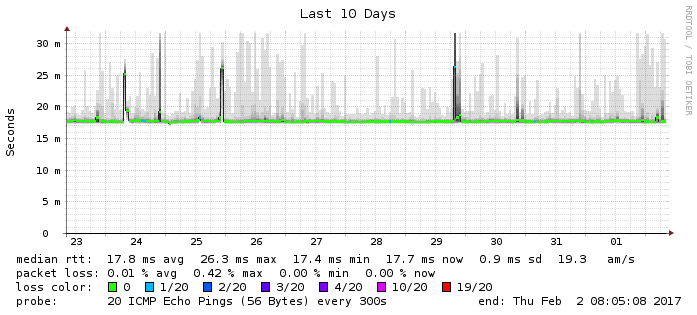 Last 10 Days
RRDTOOL / TOBI OETIKER
Seconds
30 m
25 m
20 m
15 m
10 m
5 m
0
23 24 25 26 27 28 29 30 31 01
median rtt: 17.8 ms avg 26.3 ms max 17.4 ms min 17.7 ms now 0.9 ms sd 19.3 am/s
packet loss: 0.01 % avg 0.42 % max 0.00 % min 0.00 % now
loss color: 0 1/20 2/20 3/20 4/20 10/20 19/20
probe: 20 ICMP Echo Pings (56 Bytes) every 300s end: Thu Feb 2 08:05:08 2017